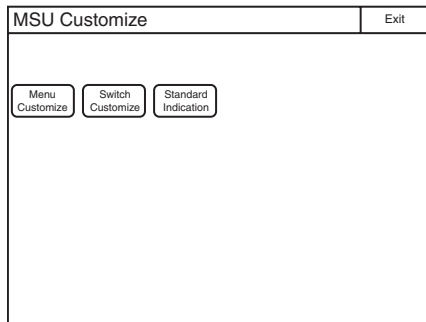 MSU Customize
Exit
Menu
Customize
Switch
Customize
Standard
Indication